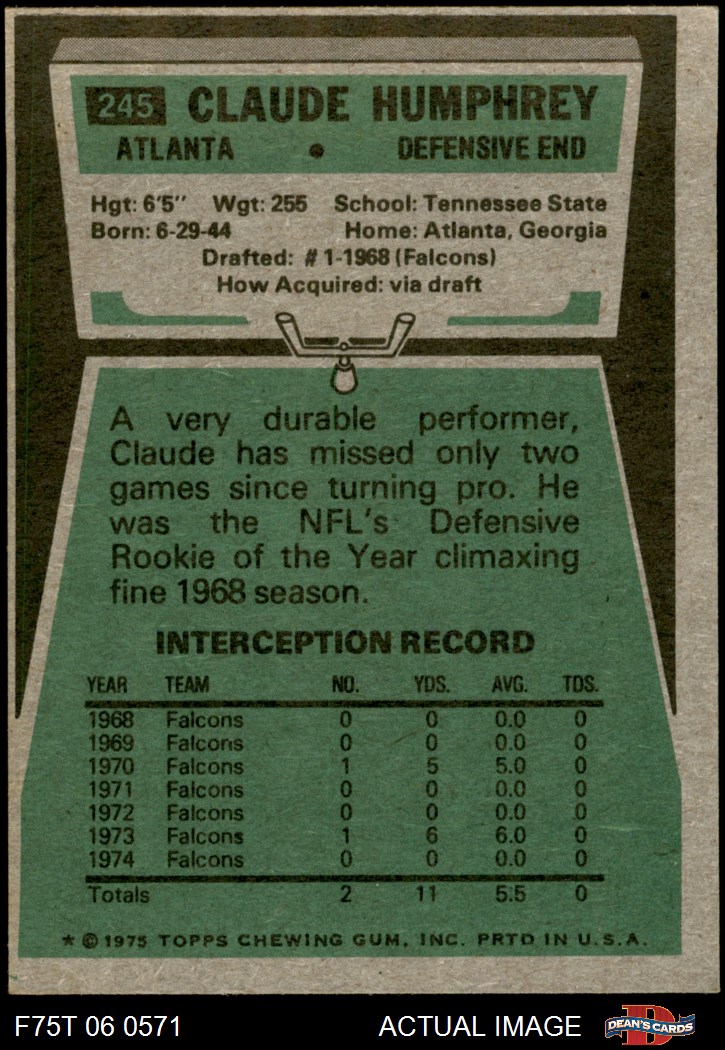 245 CLAUDE HUMPHREY
ATLANTA • DEFENSIVE END
Hgt: 6'5" Wgt: 255 School: Tennessee State
Born: 6-29-44 Home: Atlanta, Georgia
Drafted: #1-1968 (Falcons)
How Acquired: via draft
A very durable performer,
Claude has missed only two
games since turning pro. He
was the NFL's Defensive
Rookie of the Year climaxing
fine 1968 season.
INTERCEPTION RECORD
YEAR TEAM NO. YDS. AVG. TDS.
1968 Falcons 0 0 0.0 0
1969 Falcons 0 0 0.0 0
1970 Falcons 1 5 5.0 0
1971 Falcons 0 0 0.0 0
1972 Falcons 0 0 0.0 0
1973 Falcons 1 6 6.0 0
1974 Falcons 0 0 0.0 0
Totals 2 11 5.5 0
* © 1975 TOPPS CHEWING GUM, INC. PRTD IN U.S.A.
F75T 06 0571 ACTUAL IMAGE D DEAN'S CARDS